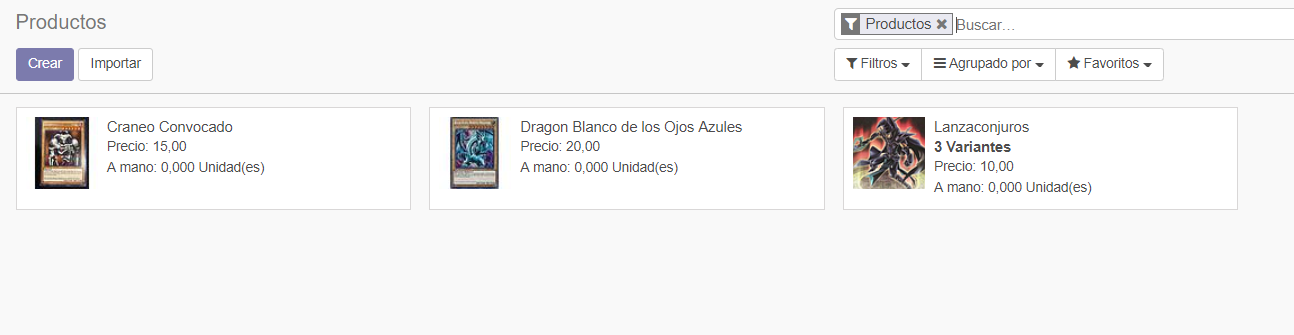 Productos
Productos ✖ Buscar...
Crear Importar
Filtros Agrupado por Favoritos
Craneo Convocado
Precio: 15,00
A mano: 0,000 Unidad(es)
Dragon Blanco de los Ojos Azules
Precio: 20,00
A mano: 0,000 Unidad(es)
Lanzaconjuros
3 Variantes
Precio: 10,00
A mano: 0,000 Unidad(es)